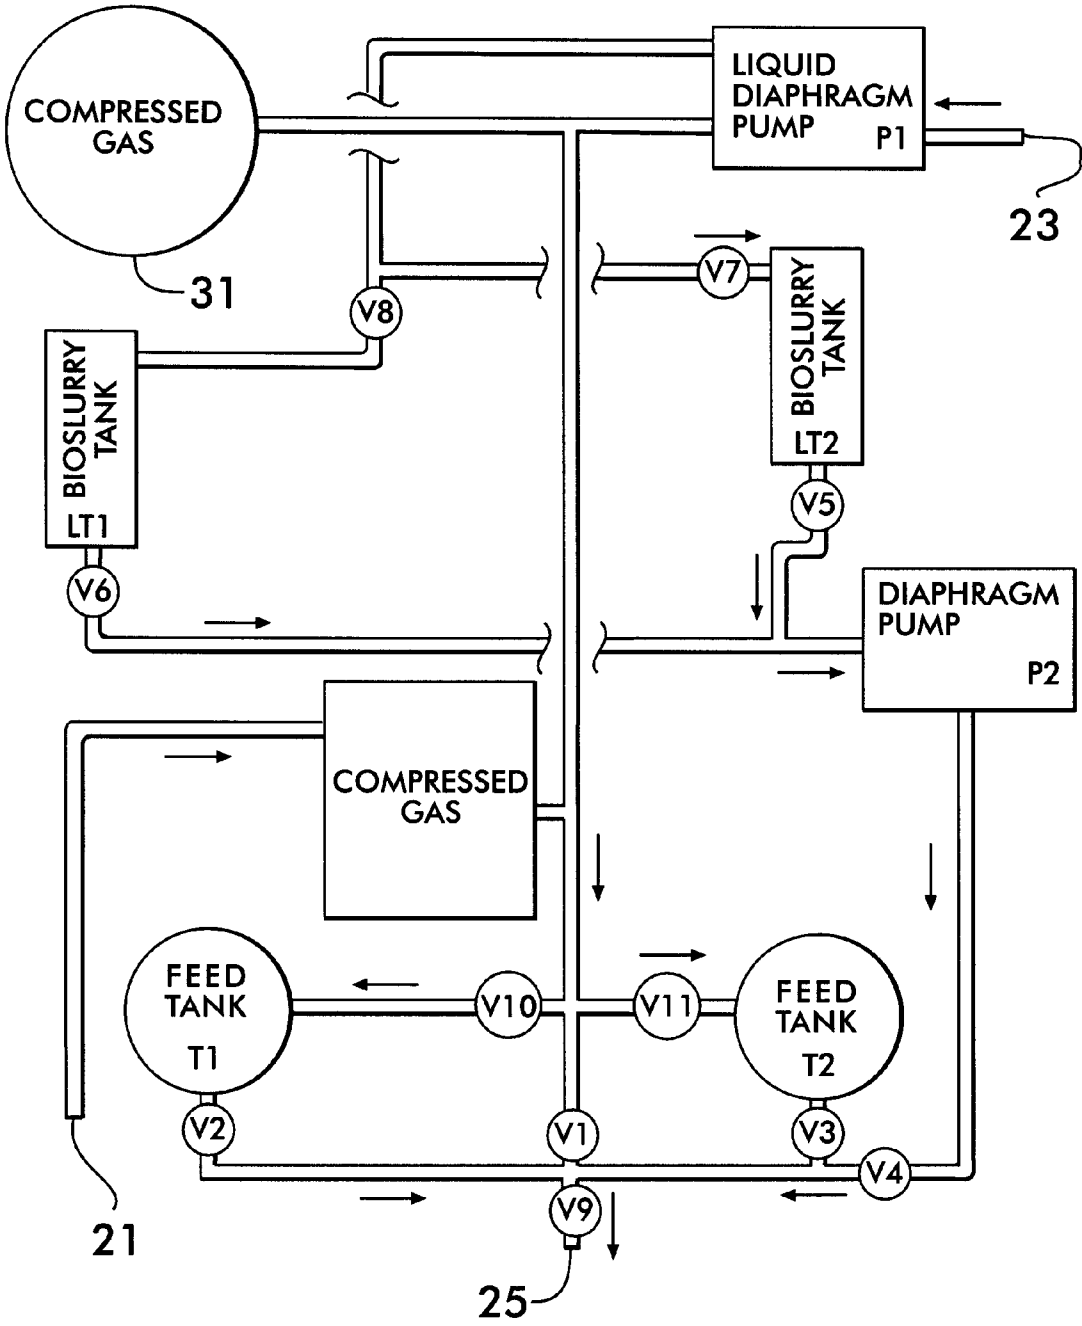 COMPRESSED
GAS
31
LIQUID
DIAPHRAGM
PUMP
P1
23
V7
V8
BIOSLURRY
TANK
LT1
BIOSLURRY
TANK
LT2
V5
V6
DIAPHRAGM
PUMP
P2
COMPRESSED
GAS
FEED
TANK
T1
V10
V11
FEED
TANK
T2
V2
V1
V3
V4
V9
21
25